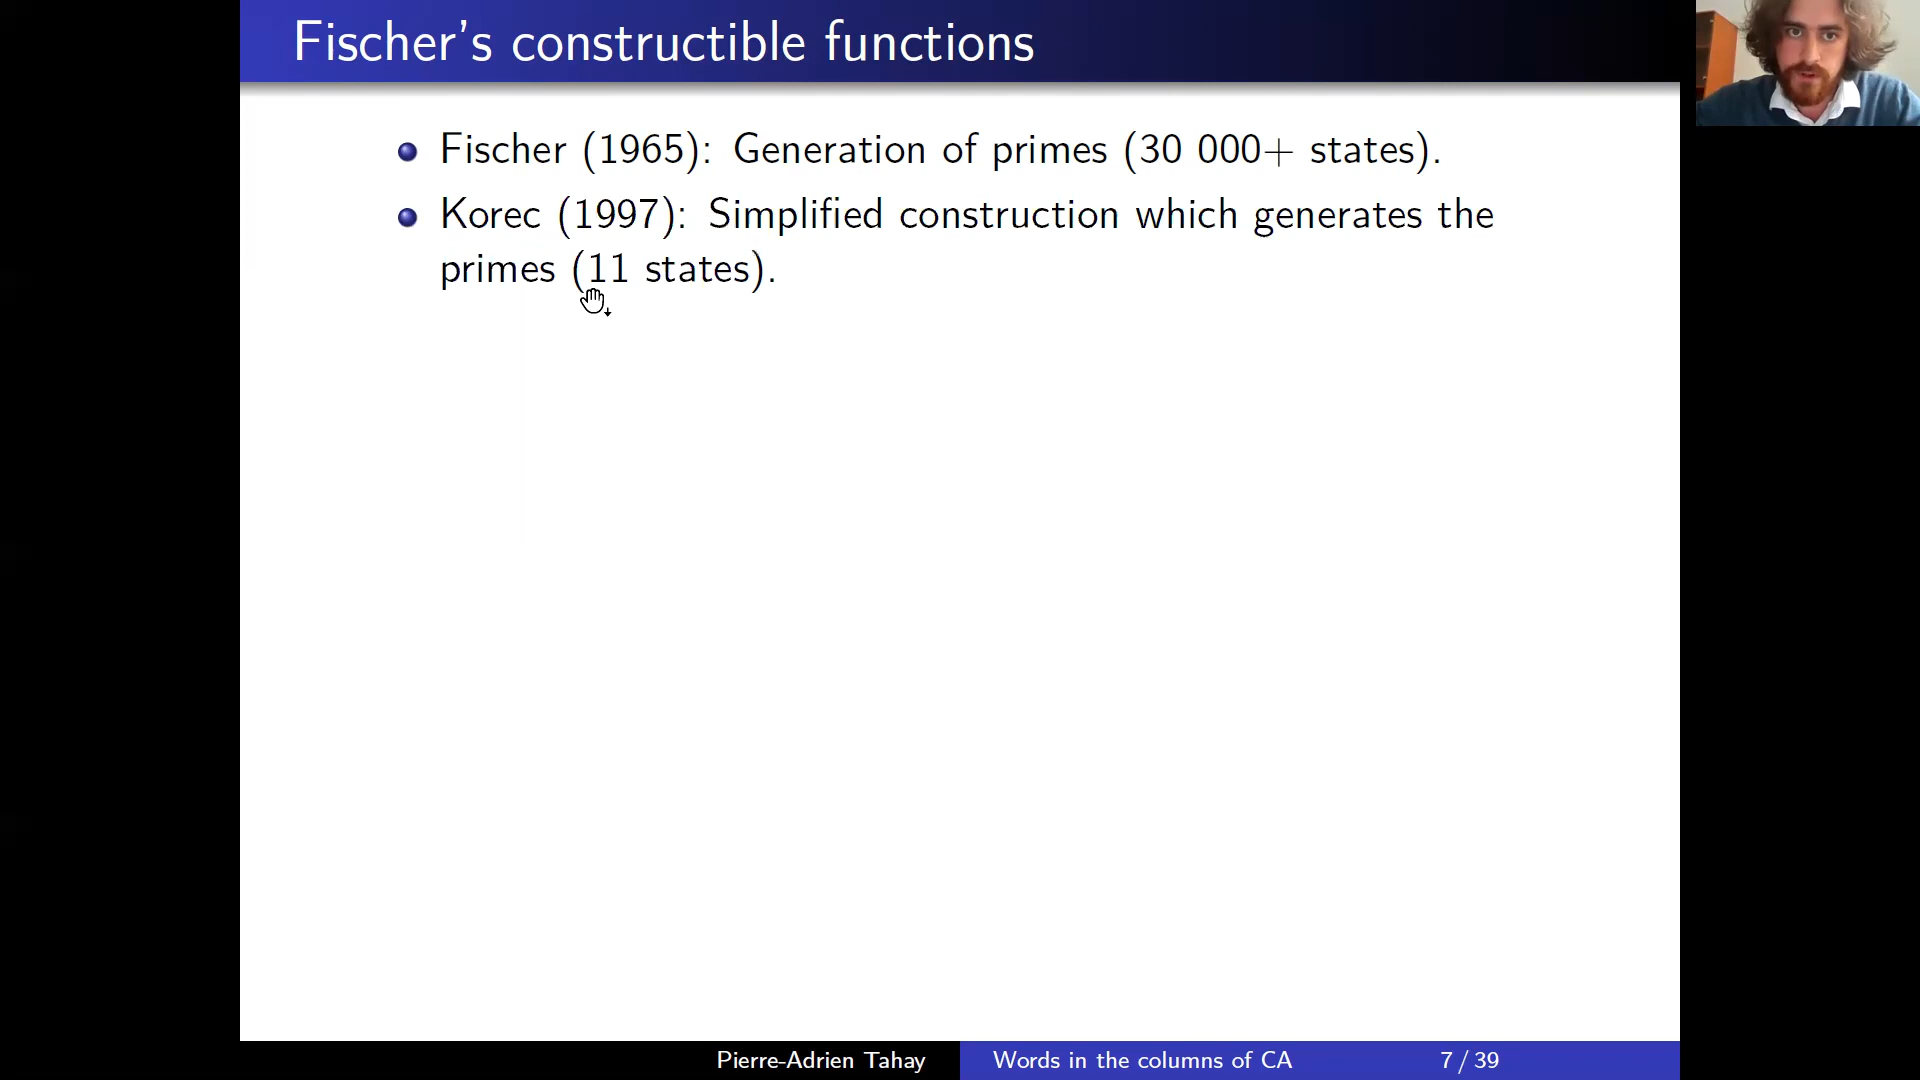 Fischer's constructible functions
Fischer (1965): Generation of primes (30 000+ states).
Korec (1997): Simplified construction which generates the
primes (11 states).
Pierre-Adrien Tahay
Words in the columns of CA
7 / 39